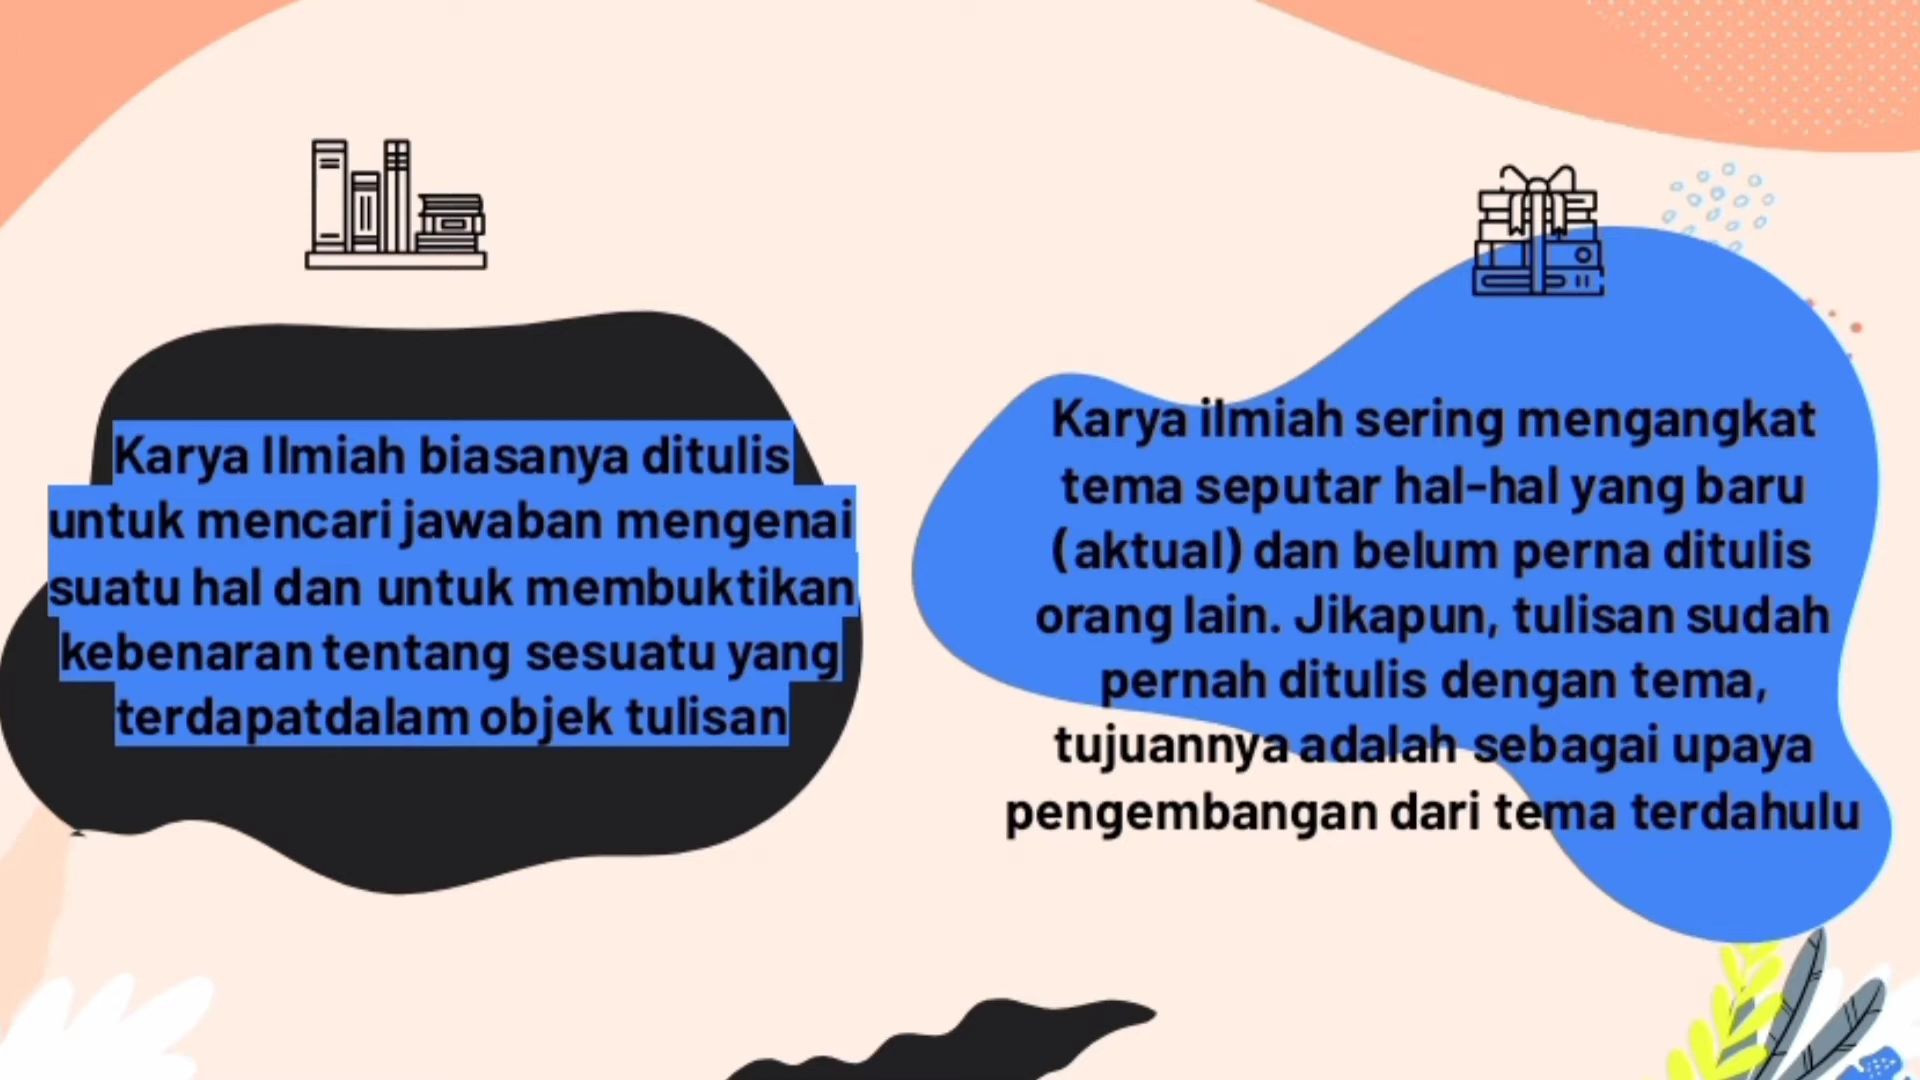 Karya Ilmiah biasanya ditulis
untuk mencari jawaban mengenai
suatu hal dan untuk membuktikan
kebenaran tentang sesuatu yang
terdapatdalam objek tulisan
Karya ilmiah sering mengangkat
tema seputar hal-hal yang baru
(aktual) dan belum perna ditulis
orang lain. Jikapun, tulisan sudah
pernah ditulis dengan tema,
tujuannya adalah sebagai upaya
pengembangan dari tema terdahulu